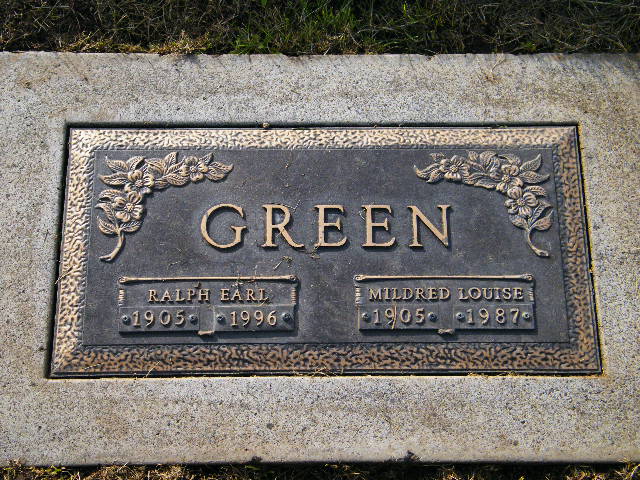 GREEN
RALPH EARL
1905 1996
MILDRED LOUISE
1905 1987